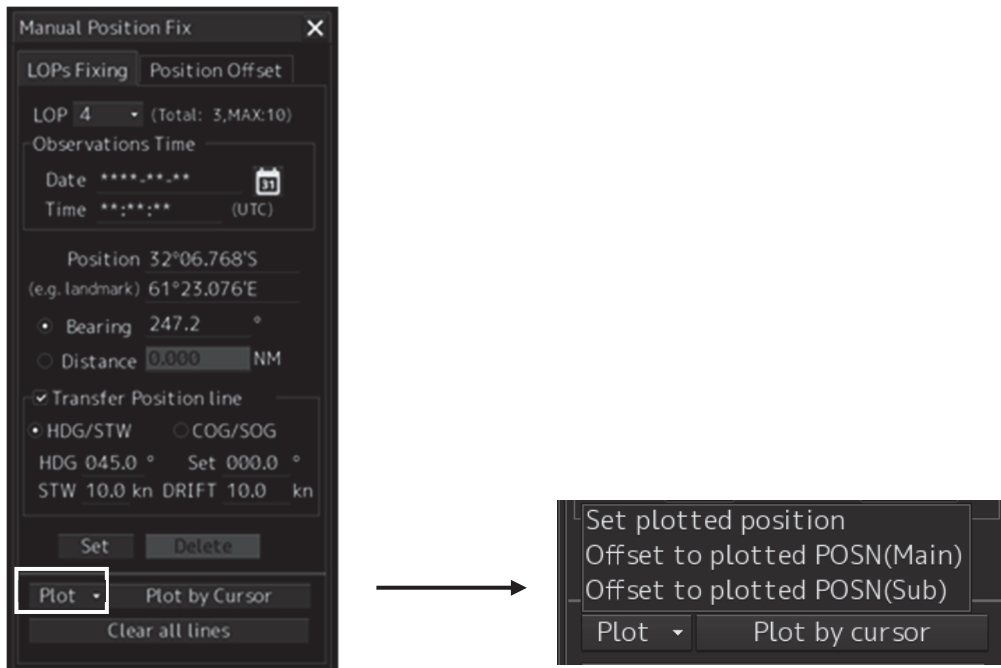 Manual Position Fix
LOPs Fixing Position Offset
LOP 4 (Total: 3,MAX:10)
Observations Time
Date ****-**-**
31
Time **:**:** (UTC)
Position 32°06.768'S
(e.g. landmark) 61°23.076'E
Bearing 247.2 °
Distance 0.000 NM
Transfer Position line
HDG/STW COG/SOG
HDG 045.0 ° Set 000.0 °
STW 10.0 kn DRIFT 10.0 kn
Set Delete
Plot Plot by Cursor
Clear all lines
Set plotted position
Offset to plotted POSN(Main)
Offset to plotted POSN(Sub)
Plot Plot by cursor